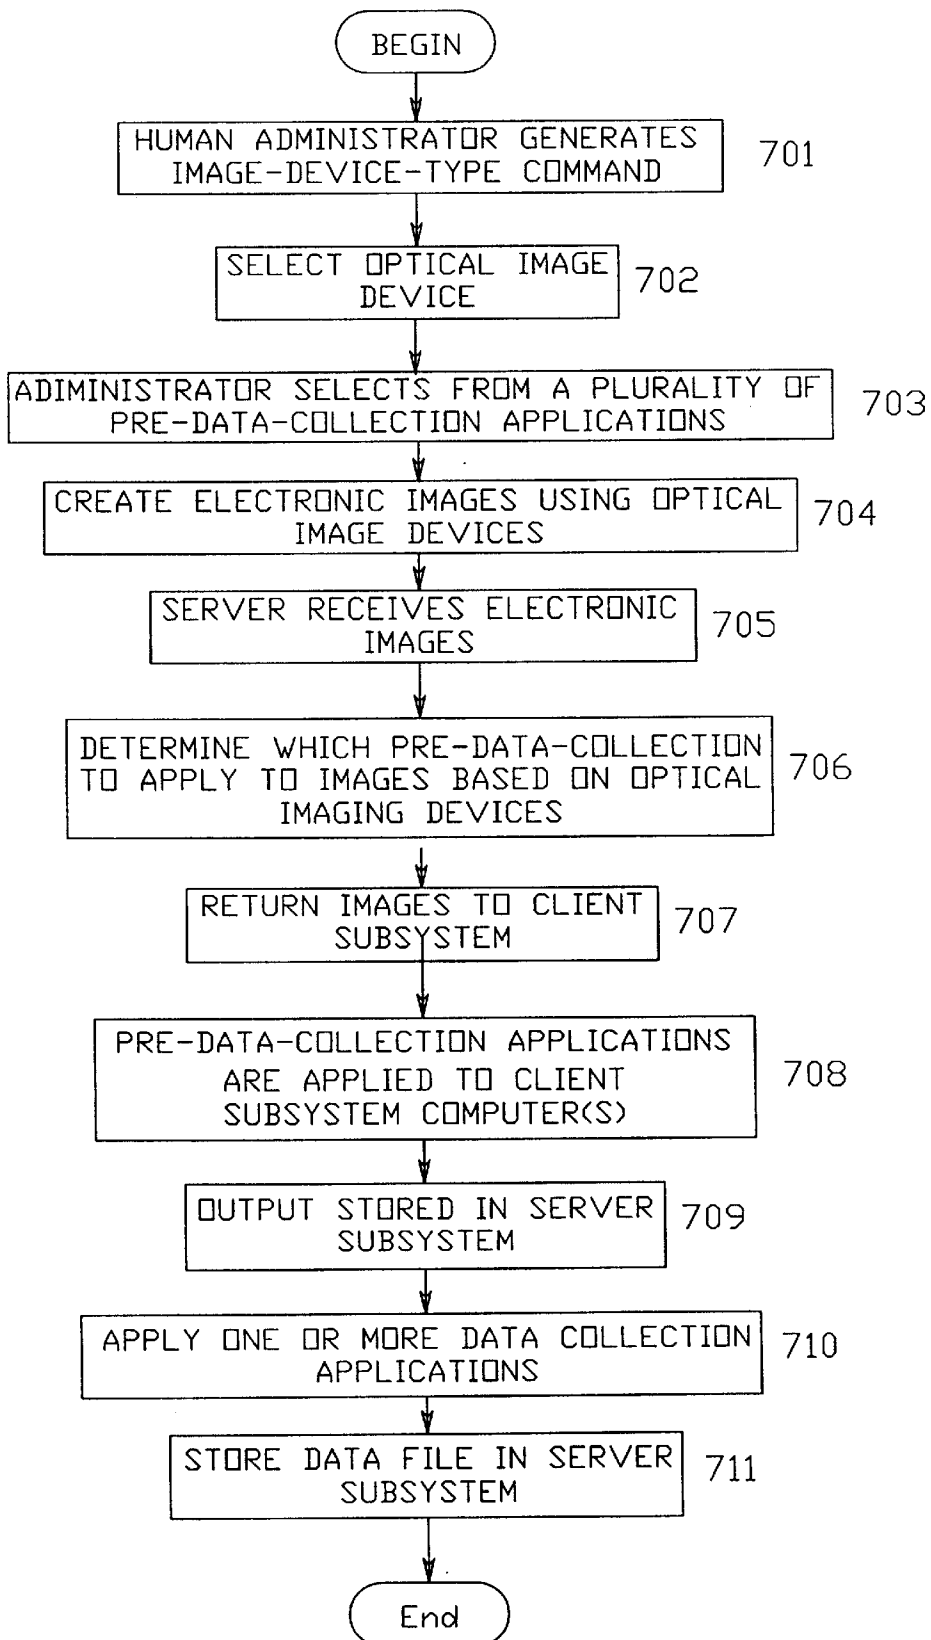 BEGIN
HUMAN ADMINISTRATOR GENERATES
IMAGE-DEVICE-TYPE COMMAND
701
SELECT OPTICAL IMAGE
DEVICE
702
ADIMINISTRATOR SELECTS FROM A PLURALITY OF
PRE-DATA-COLLECTION APPLICATIONS
703
CREATE ELECTRONIC IMAGES USING OPTICAL
IMAGE DEVICES
704
SERVER RECEIVES ELECTRONIC
IMAGES
705
DETERMINE WHICH PRE-DATA-COLLECTION
TO APPLY TO IMAGES BASED ON OPTICAL
IMAGING DEVICES
706
RETURN IMAGES TO CLIENT
SUBSYSTEM
707
PRE-DATA-COLLECTION APPLICATIONS
ARE APPLIED TO CLIENT
SUBSYSTEM COMPUTER(S)
708
OUTPUT STORED IN SERVER
SUBSYSTEM
709
APPLY ONE OR MORE DATA COLLECTION
APPLICATIONS
710
STORE DATA FILE IN SERVER
SUBSYSTEM
711
End